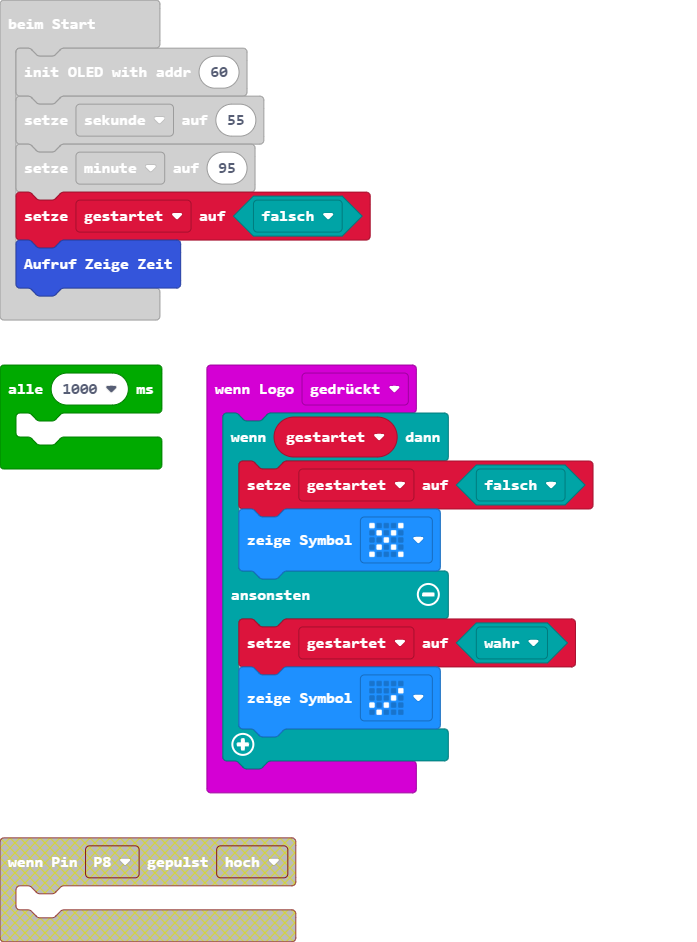 beim Start
init OLED with addr 60
setze sekunde auf 55
setze minute auf 95
setze gestartet auf falsch
Aufruf Zeige Zeit
alle 1000 ms
wenn Logo gedrückt
wenn gestartet dann
setze gestartet auf falsch
zeige Symbol
ansonsten
setze gestartet auf wahr
zeige Symbol
wenn Pin P8 gepulst hoch